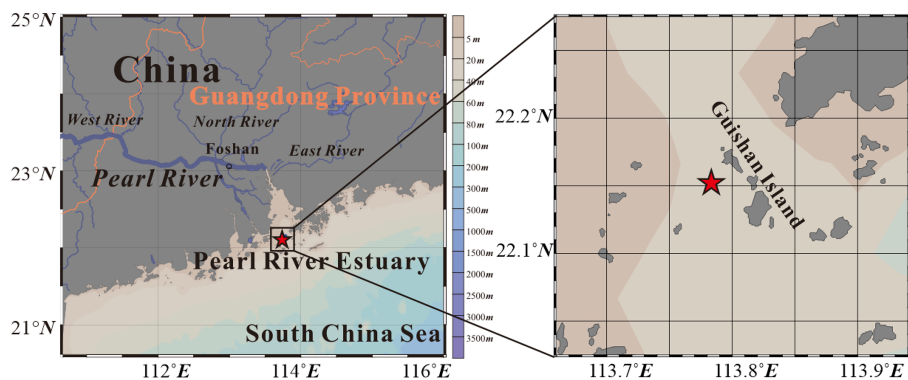 25°N
23°N
21°N
112°E
114°E
116°E
China
Guangdong Province
West River
North River
Foshan
East River
Pearl River
Pearl River Estuary
South China Sea
5m
20m
40m
60m
80m
100m
200m
500m
1000m
1500m
2000m
2500m
3000m
3500m
22.2°N
22.1°N
Guishan Island
113.7°E
113.8°E
113.9°E